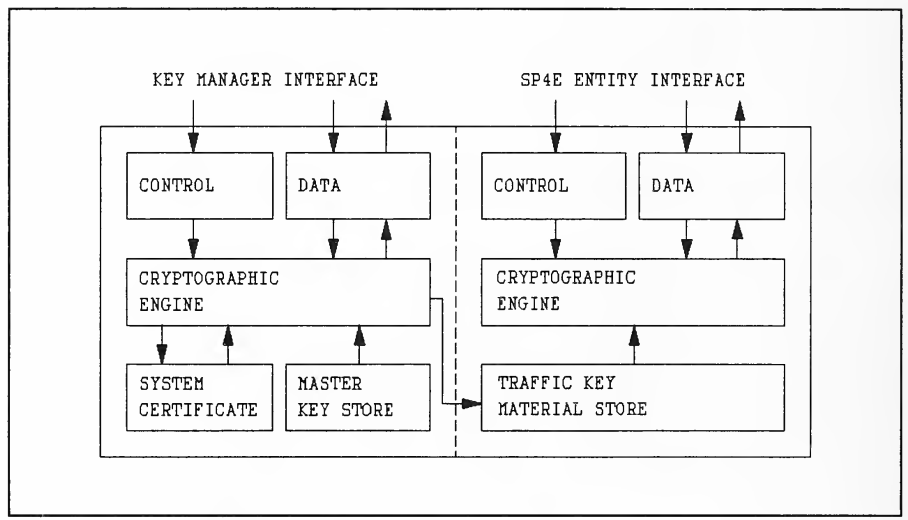 KEY MANAGER INTERFACE
SP4E ENTITY INTERFACE
CONTROL
DATA
CONTROL
DATA
CRYPTOGRAPHIC
ENGINE
CRYPTOGRAPHIC
ENGINE
SYSTEM
CERTIFICATE
MASTER
KEY STORE
TRAFFIC KEY
MATERIAL STORE